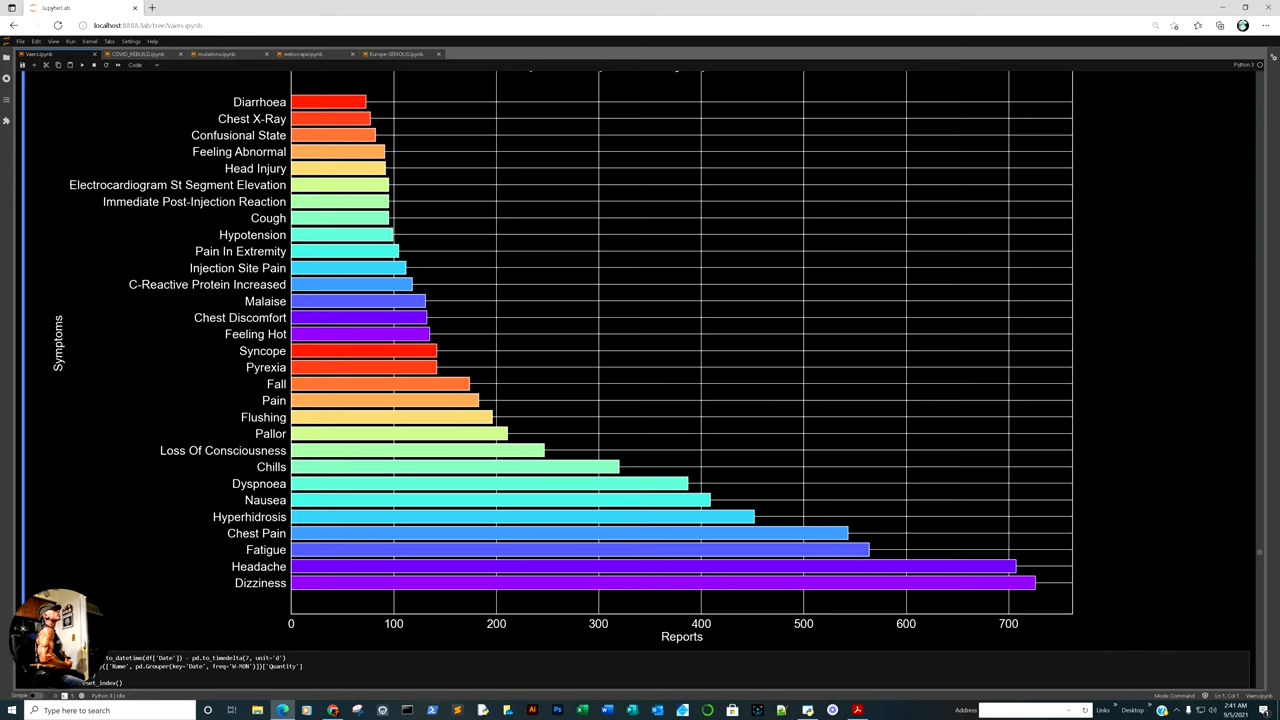 JupyterLab
localhost:8888/lab/tree/Vaers.ipynb
File Edit View Run Kernel Tabs Settings Help
Vaers.ipynb COVID_REBUILD.ipynb mutations.ipynb webscrape.ipynb Europe-SERIOUS.ipynb
Code Python 3
Diarrhoea
Chest X-Ray
Confusional State
Feeling Abnormal
Head Injury
Electrocardiogram St Segment Elevation
Immediate Post-Injection Reaction
Cough
Hypotension
Pain In Extremity
Injection Site Pain
C-Reactive Protein Increased
Malaise
Chest Discomfort
Feeling Hot
Syncope
Pyrexia
Fall
Pain
Flushing
Pallor
Loss Of Consciousness
Chills
Dyspnoea
Nausea
Hyperhidrosis
Chest Pain
Fatigue
Headache
Dizziness
Symptoms
0 100 200 300 400 500 600 700
Reports
to_datetime(df['Date']) - pd.to_timedelta(7, unit='d')
(['Name', pd.Grouper(key='Date', freq='W-MON')])['Quantity']
eset_index()
Simple 0 5 Python 3 | Idle Mode: Command Ln 1, Col 1 Vaers.ipynb
Type here to search Address Links Desktop 2:41 AM
9/5/2021